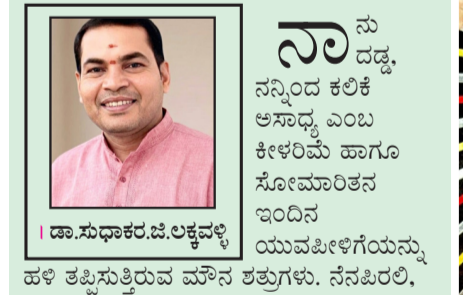 ನಾನು
ದಡ್ಡ,
ನನ್ನಿಂದ ಕಲಿಕೆ
ಅಸಾಧ್ಯ ಎಂಬ
ಕೀಳರಿಮೆ ಹಾಗೂ
ಸೋಮಾರಿತನ
ಇಂದಿನ
ಯುವಪೀಳಿಗೆಯನ್ನು
ಹಳಿ ತಪ್ಪಿಸುತ್ತಿರುವ ಮೌನ ಶತ್ರುಗಳು. ನೆನಪಿರಲಿ,
ಡಾ.ಸುಧಾಕರ.ಜಿ.ಲಕ್ಕವಳ್ಳಿ